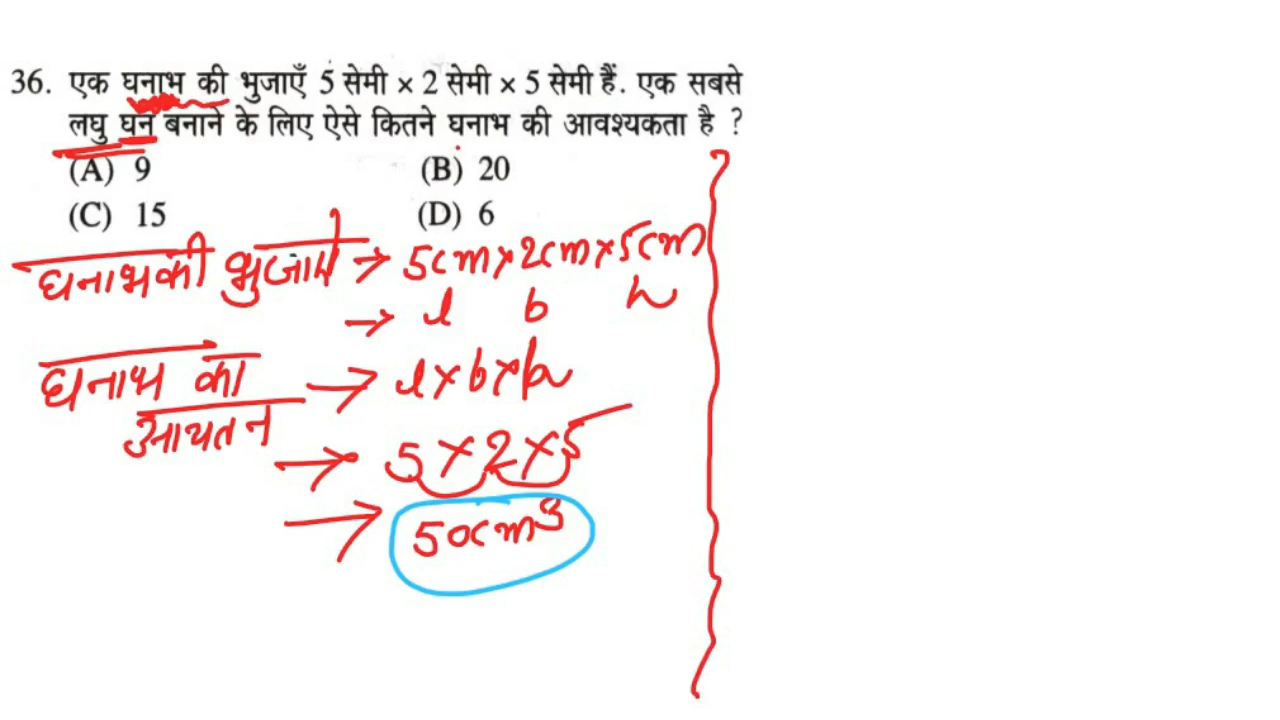 36. एक घनाभ की भुजाएँ 5 सेमी × 2 सेमी × 5 सेमी हैं. एक सबसे
लघु घन बनाने के लिए ऐसे कितने घनाभ की आवश्यकता है ?
(A) 9 (B) 20
(C) 15 (D) 6
घनाभ की भुजाये → 5cm × 2cm × 5cm
→ l b h
घनाभ का
आयतन → l × b × h
→ 5 × 2 × 5
→ 50cm³